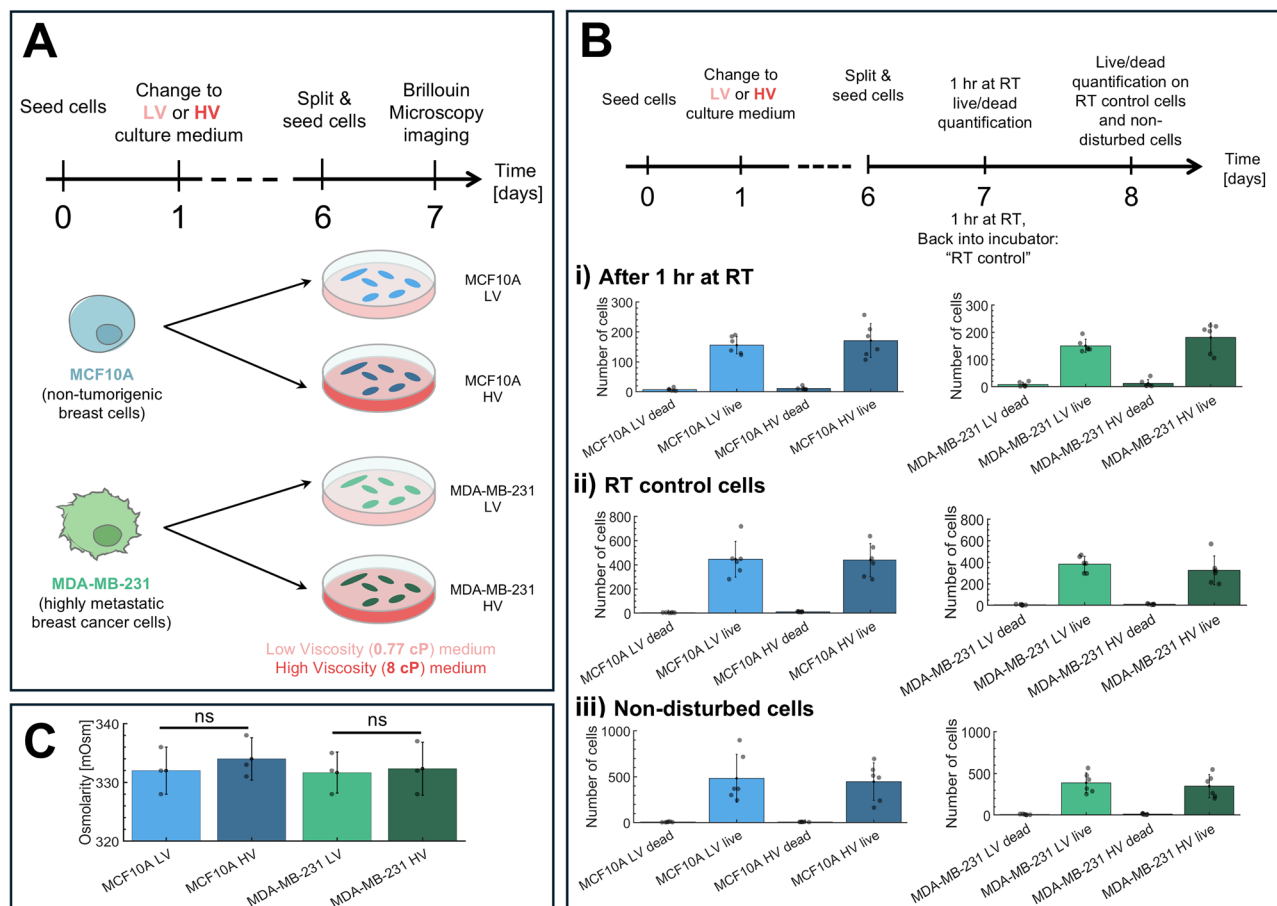 A
Seed cells
Change to
LV or HV
culture medium
Split &
seed cells
Brillouin
Microscopy
imaging
Time
[days]
0
1
6
7
MCF10A
(non-tumorigenic
breast cells)
MCF10A
LV
MCF10A
HV
MDA-MB-231
(highly metastatic
breast cancer cells)
MDA-MB-231
LV
MDA-MB-231
HV
Low Viscosity (0.77 cP) medium
High Viscosity (8 cP) medium
B
Seed cells
Change to
LV or HV
culture medium
Split &
seed cells
1 hr at RT
live/dead
quantification
Live/dead
quantification on
RT control cells
and non-
disturbed cells
Time
[days]
0
1
6
7
8
1 hr at RT,
Back into incubator:
“RT control”
i) After 1 hr at RT
Number of cells
300
200
100
0
MCF10A LV dead
MCF10A LV live
MCF10A HV dead
MCF10A HV live
Number of cells
300
200
100
0
MDA-MB-231 LV dead
MDA-MB-231 LV live
MDA-MB-231 HV dead
MDA-MB-231 HV live
ii) RT control cells
Number of cells
800
600
400
200
0
MCF10A LV dead
MCF10A LV live
MCF10A HV dead
MCF10A HV live
Number of cells
800
600
400
200
0
MDA-MB-231 LV dead
MDA-MB-231 LV live
MDA-MB-231 HV dead
MDA-MB-231 HV live
iii) Non-disturbed cells
Number of cells
1000
500
0
MCF10A LV dead
MCF10A LV live
MCF10A HV dead
MCF10A HV live
Number of cells
1000
500
0
MDA-MB-231 LV dead
MDA-MB-231 LV live
MDA-MB-231 HV dead
MDA-MB-231 HV live
C
Osmolarity [mOsm]
340
330
320
ns
ns
MCF10A LV
MCF10A HV
MDA-MB-231 LV
MDA-MB-231 HV